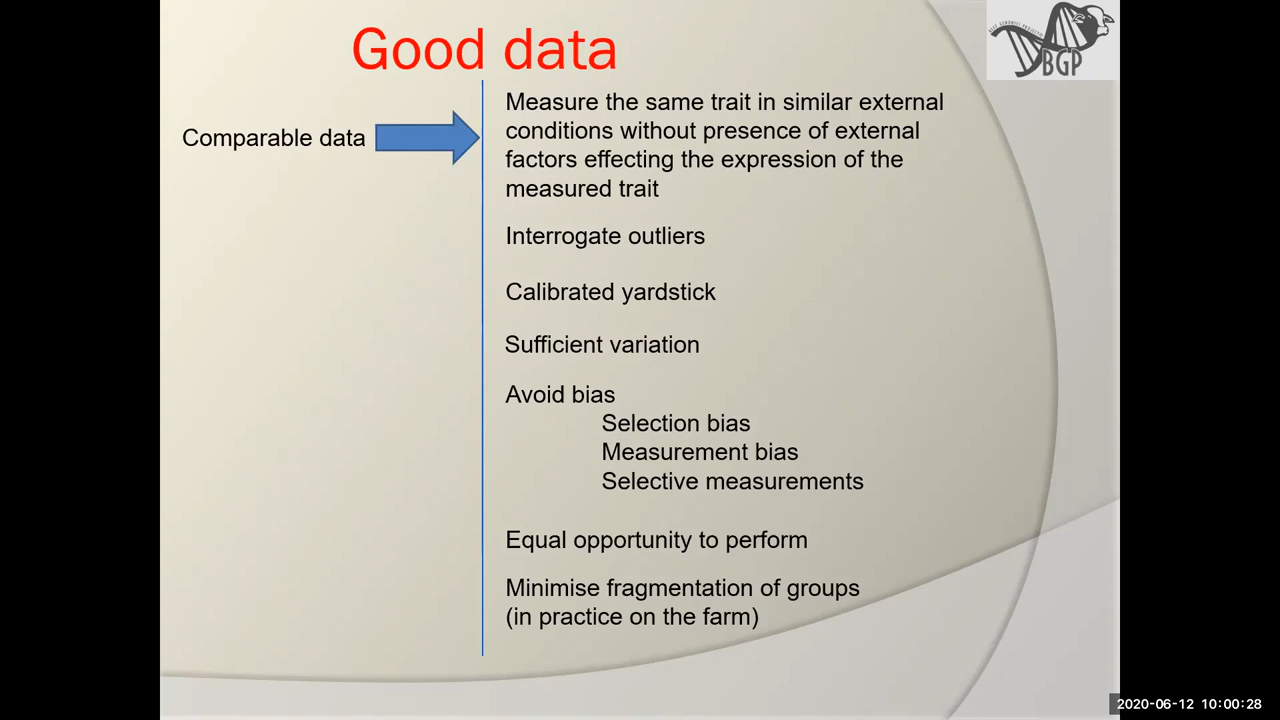 Good data
BEEF GENOMICS PROJECT
BGP
Comparable data
Measure the same trait in similar external
conditions without presence of external
factors effecting the expression of the
measured trait
Interrogate outliers
Calibrated yardstick
Sufficient variation
Avoid bias
Selection bias
Measurement bias
Selective measurements
Equal opportunity to perform
Minimise fragmentation of groups
(in practice on the farm)
2020-06-12 10:00:28